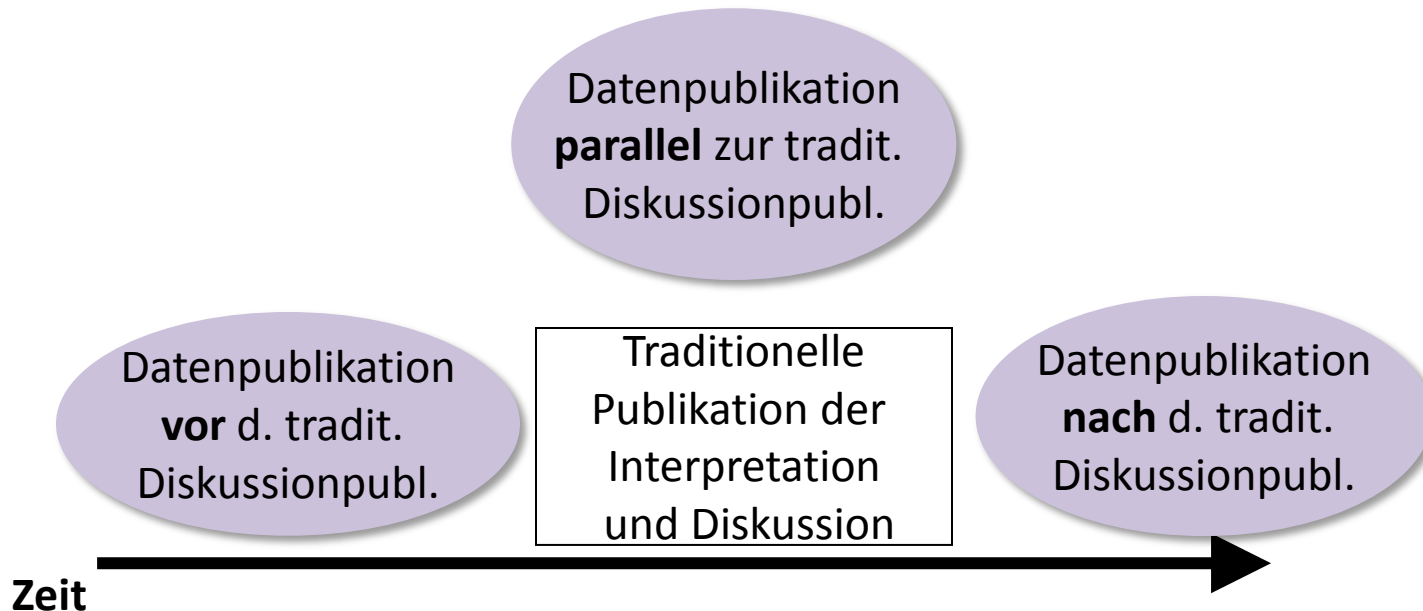 Datenpublikation
parallel zur tradit.
Diskussionpubl.
Datenpublikation
vor d. tradit.
Diskussionpubl.
Traditionelle
Publikation der
Interpretation
und Diskussion
Datenpublikation
nach d. tradit.
Diskussionpubl.
Zeit